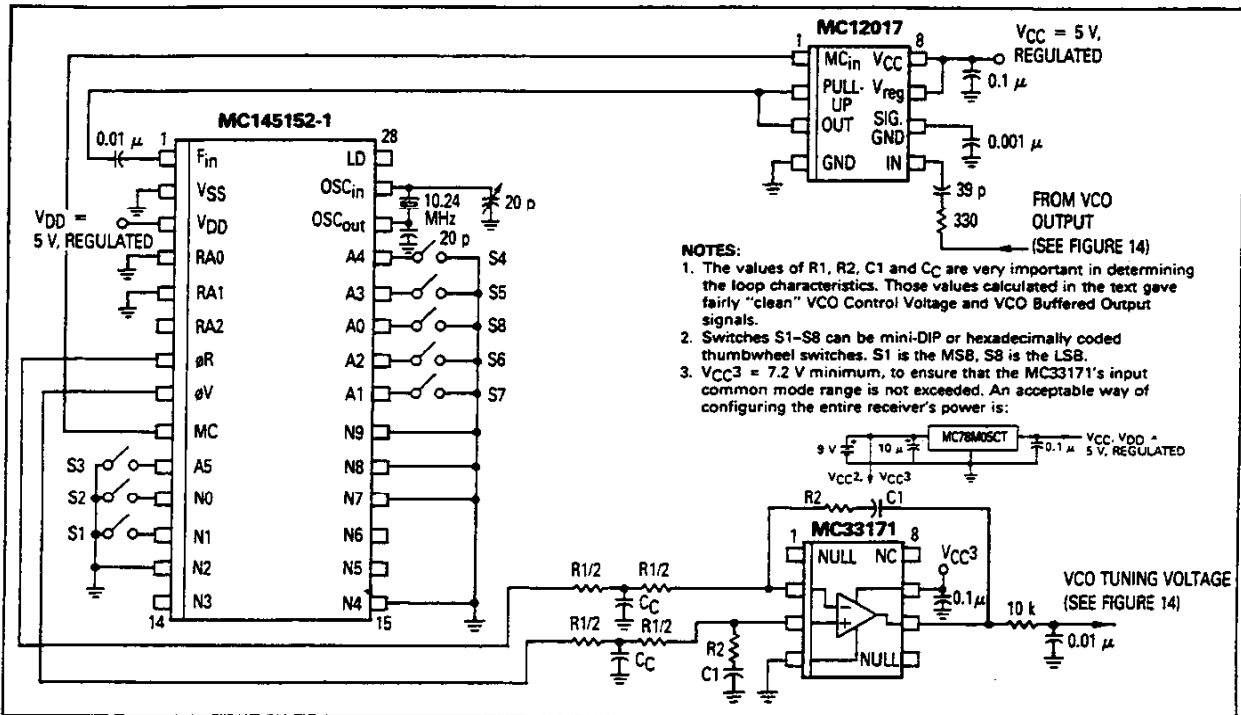 MC12017
1
8
MCin
VCC
PULL-UP
Vreg
OUT
SIG. GND
GND
IN
VCC = 5 V,
REGULATED
0.1 µ
0.001 µ
39 p
330
FROM VCO
OUTPUT
(SEE FIGURE 14)
MC145152-1
0.01 µ
1
28
Fin
LD
VSS
OSCin
VDD
OSCout
VDD =
5 V, REGULATED
10.24
MHz
20 p
20 p
RA0
A4
S4
RA1
A3
S5
RA2
A0
S8
øR
A2
S6
øV
A1
S7
MC
N9
S3
A5
N8
S2
N0
N7
S1
N1
N6
N2
N5
N3
N4
14
15
NOTES:
1. The values of R1, R2, C1 and CC are very important in determining
the loop characteristics. Those values calculated in the text gave
fairly "clean" VCO Control Voltage and VCO Buffered Output
signals.
2. Switches S1–S8 can be mini-DIP or hexadecimally coded
thumbwheel switches. S1 is the MSB, S8 is the LSB.
3. VCC3 = 7.2 V minimum, to ensure that the MC33171's input
common mode range is not exceeded. An acceptable way of
configuring the entire receiver's power is:
9 V
10 µ
MC78M05CT
0.1 µ
VCC, VDD =
5 V, REGULATED
VCC2,
VCC3
R2
C1
MC33171
1
8
NULL
NC
VCC3
0.1 µ
NULL
R1/2
R1/2
CC
R1/2
R1/2
CC
R2
C1
VCO TUNING VOLTAGE
(SEE FIGURE 14)
10 k
0.01 µ